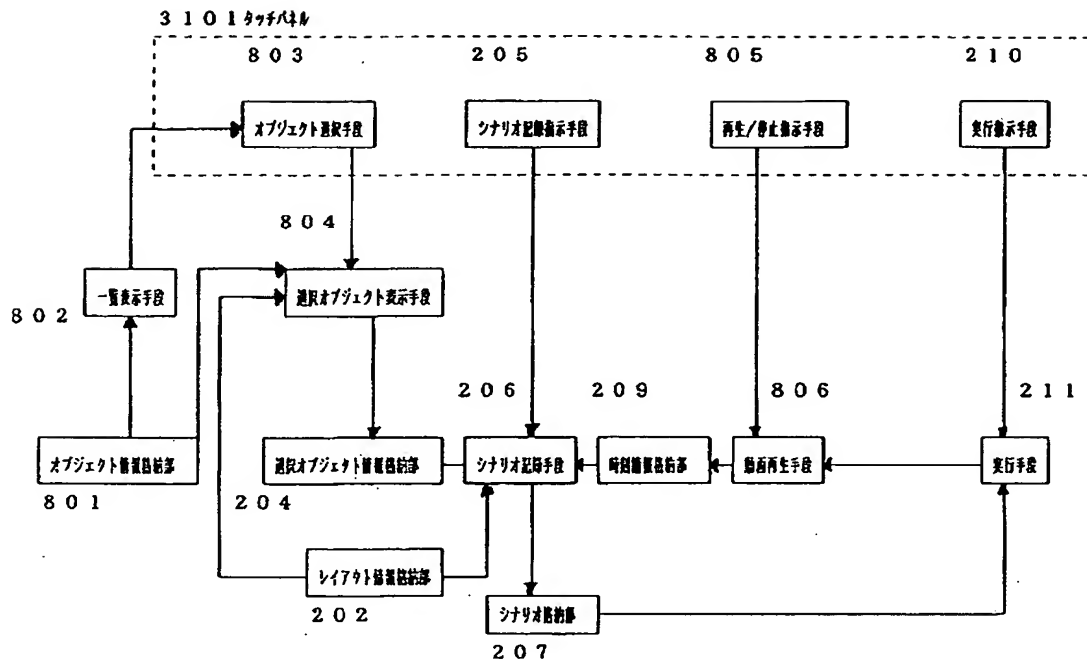 3101タッチパネル
803
205
805
210
オブジェクト選択手段
シナリオ記録指示手段
再生/停止指示手段
実行指示手段
804
一覧表示手段
選択オブジェクト表示手段
802
206
209
806
211
オブジェクト情報格納部
選択オブジェクト情報格納部
シナリオ記録手段
時刻情報格納部
動画再生手段
実行手段
801
204
レイアウト情報格納部
202
シナリオ格納部
207